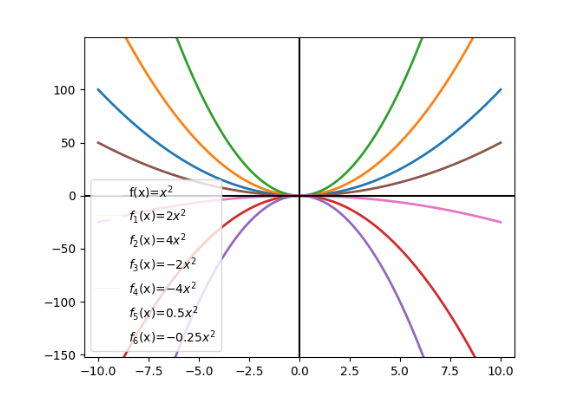 100
50
0
−50
−100
−150
f(x)=x²
f₁(x)=2x²
f₂(x)=4x²
f₃(x)=−2x²
f₄(x)=−4x²
f₅(x)=0.5x²
f₆(x)=−0.25x²
−10.0 −7.5 −5.0 −2.5 0.0 2.5 5.0 7.5 10.0